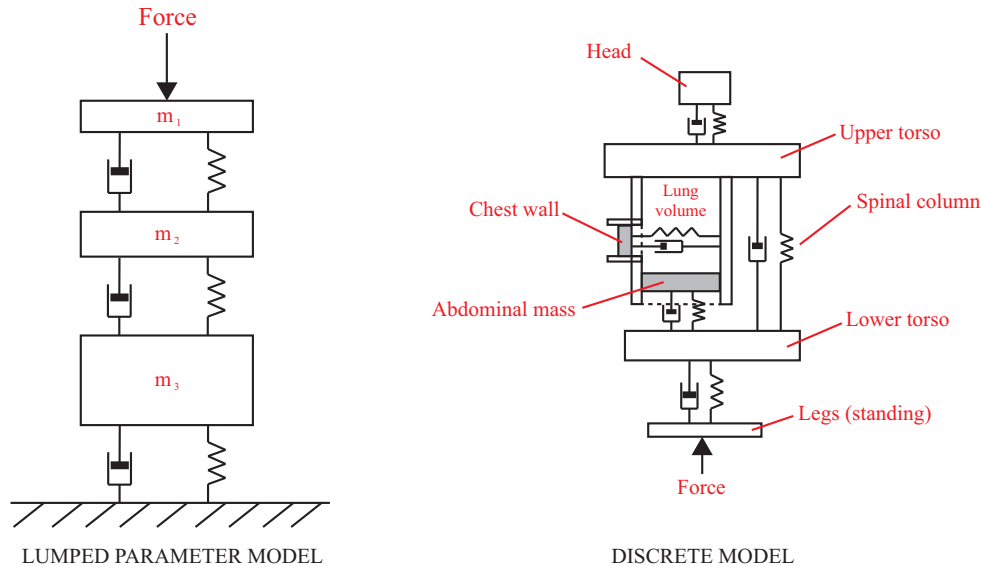 Force
m₁
m₂
m₃
LUMPED PARAMETER MODEL
Head
Upper torso
Lung
volume
Chest wall
Spinal column
Abdominal mass
Lower torso
Legs (standing)
Force
DISCRETE MODEL